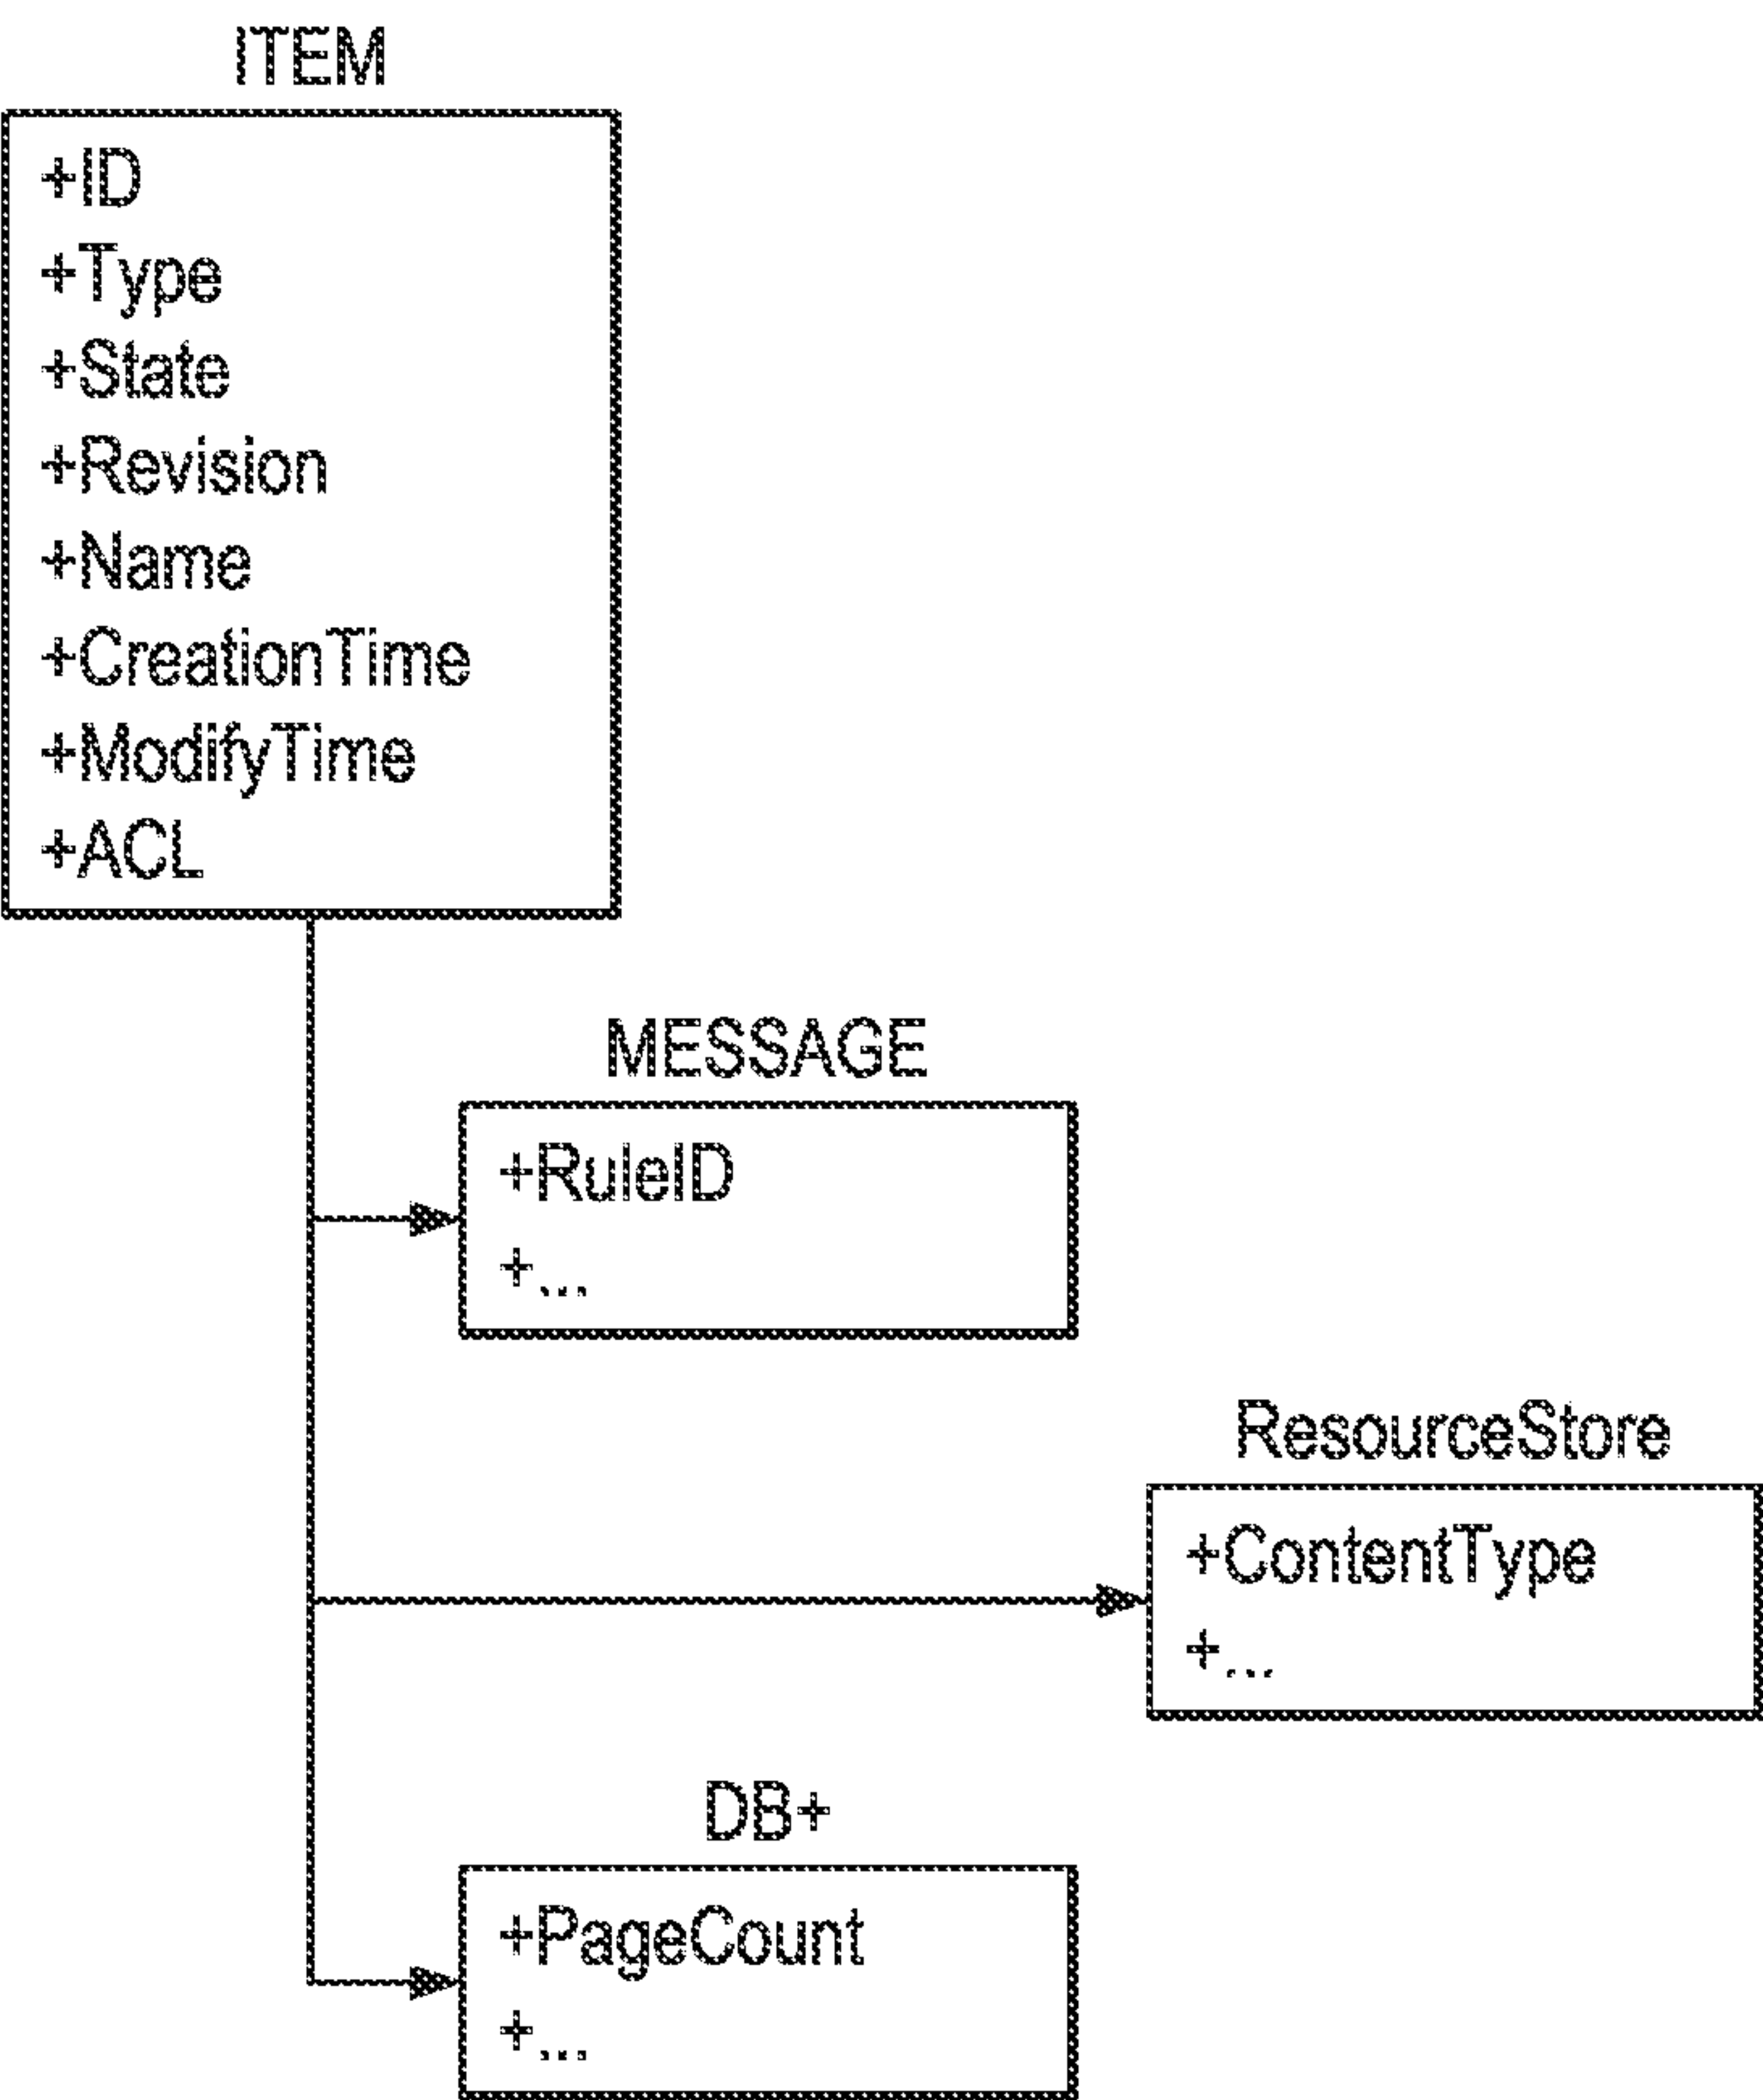 ITEM
+ID
+Type
+State
+Revision
+Name
+CreationTime
+ModifyTime
+ACL
MESSAGE
+RuleID
+...
ResourceStore
+ContentType
+...
DB+
+PageCount
+...